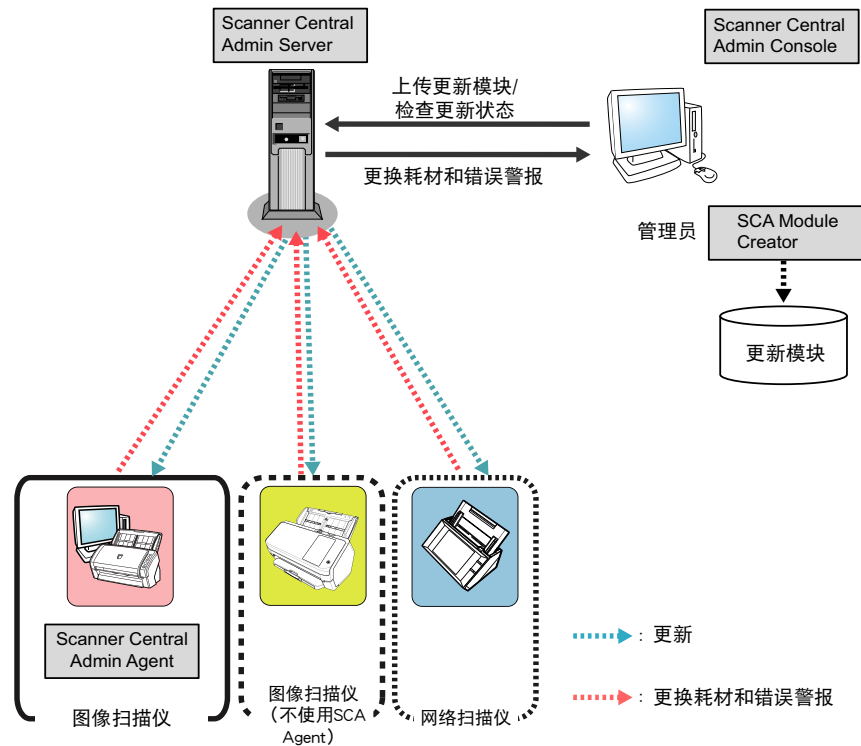 Scanner Central
Admin Server
Scanner Central
Admin Console
上传更新模块/
检查更新状态
更换耗材和错误警报
管理员
SCA Module
Creator
更新模块
Scanner Central
Admin Agent
图像扫描仪
图像扫描仪
（不使用SCA
Agent）
网络扫描仪
：更新
：更换耗材和错误警报